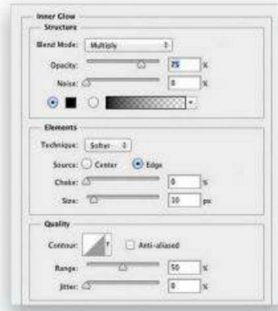 Inner Glow
Structure
Blend Mode: Multiply
Opacity: 75 %
Noise: 0 %
Elements
Technique: Softer
Source: Center Edge
Choke: 0 %
Size: 10 px
Quality
Contour: Anti-aliased
Range: 50 %
Jitter: 0 %